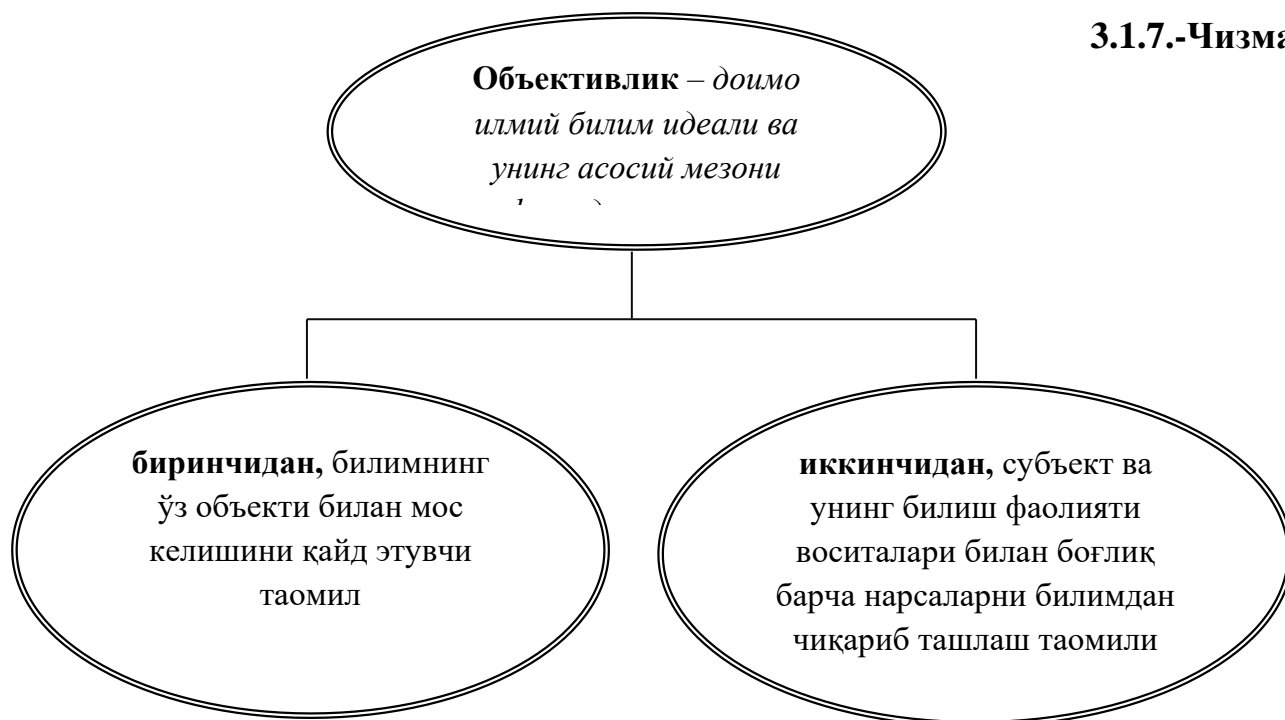 3.1.7.-Чизма
Объективлик – доимо
илмий билим идеали ва
унинг асосий мезони
биринчидан, билимнинг
ўз объекти билан мос
келишини қайд этувчи
таомил
иккинчидан, субъект ва
унинг билиш фаолияти
воситалари билан боғлиқ
барча нарсаларни билимдан
чиқариб ташлаш таомили